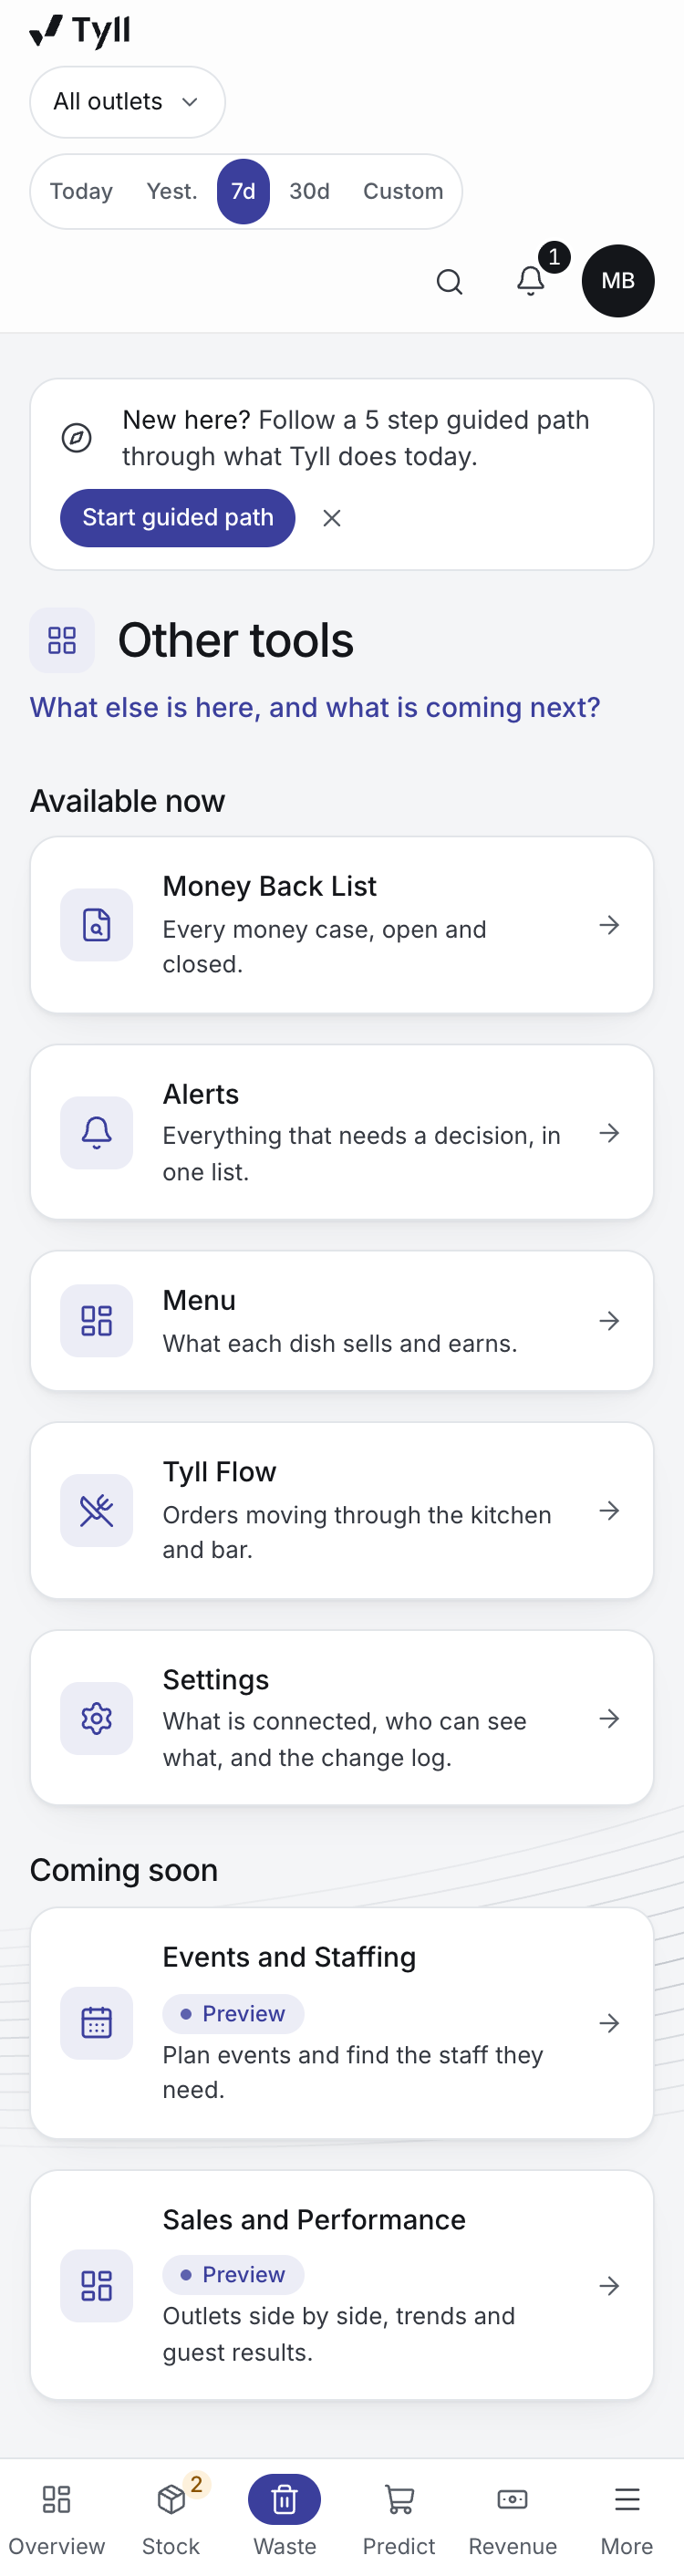 Tyll
All outlets
Today Yest. 7d 30d Custom
1
MB
New here? Follow a 5 step guided path
through what Tyll does today.
Start guided path
Other tools
What else is here, and what is coming next?
Available now
Money Back List
Every money case, open and
closed.
Alerts
Everything that needs a decision, in
one list.
Menu
What each dish sells and earns.
Tyll Flow
Orders moving through the kitchen
and bar.
Settings
What is connected, who can see
what, and the change log.
Coming soon
Events and Staffing
Preview
Plan events and find the staff they
need.
Sales and Performance
Preview
Outlets side by side, trends and
guest results.
2
Overview Stock Waste Predict Revenue More